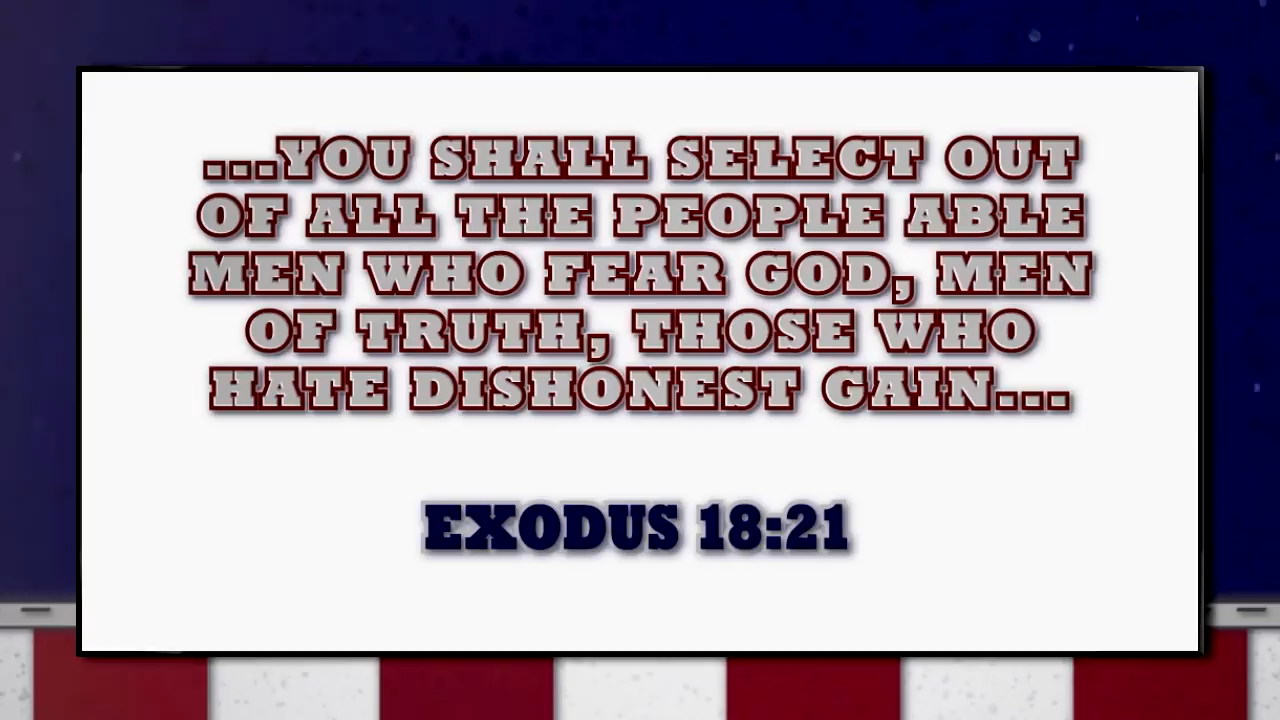 ...YOU SHALL SELECT OUT
OF ALL THE PEOPLE ABLE
MEN WHO FEAR GOD, MEN
OF TRUTH, THOSE WHO
HATE DISHONEST GAIN...
EXODUS 18:21